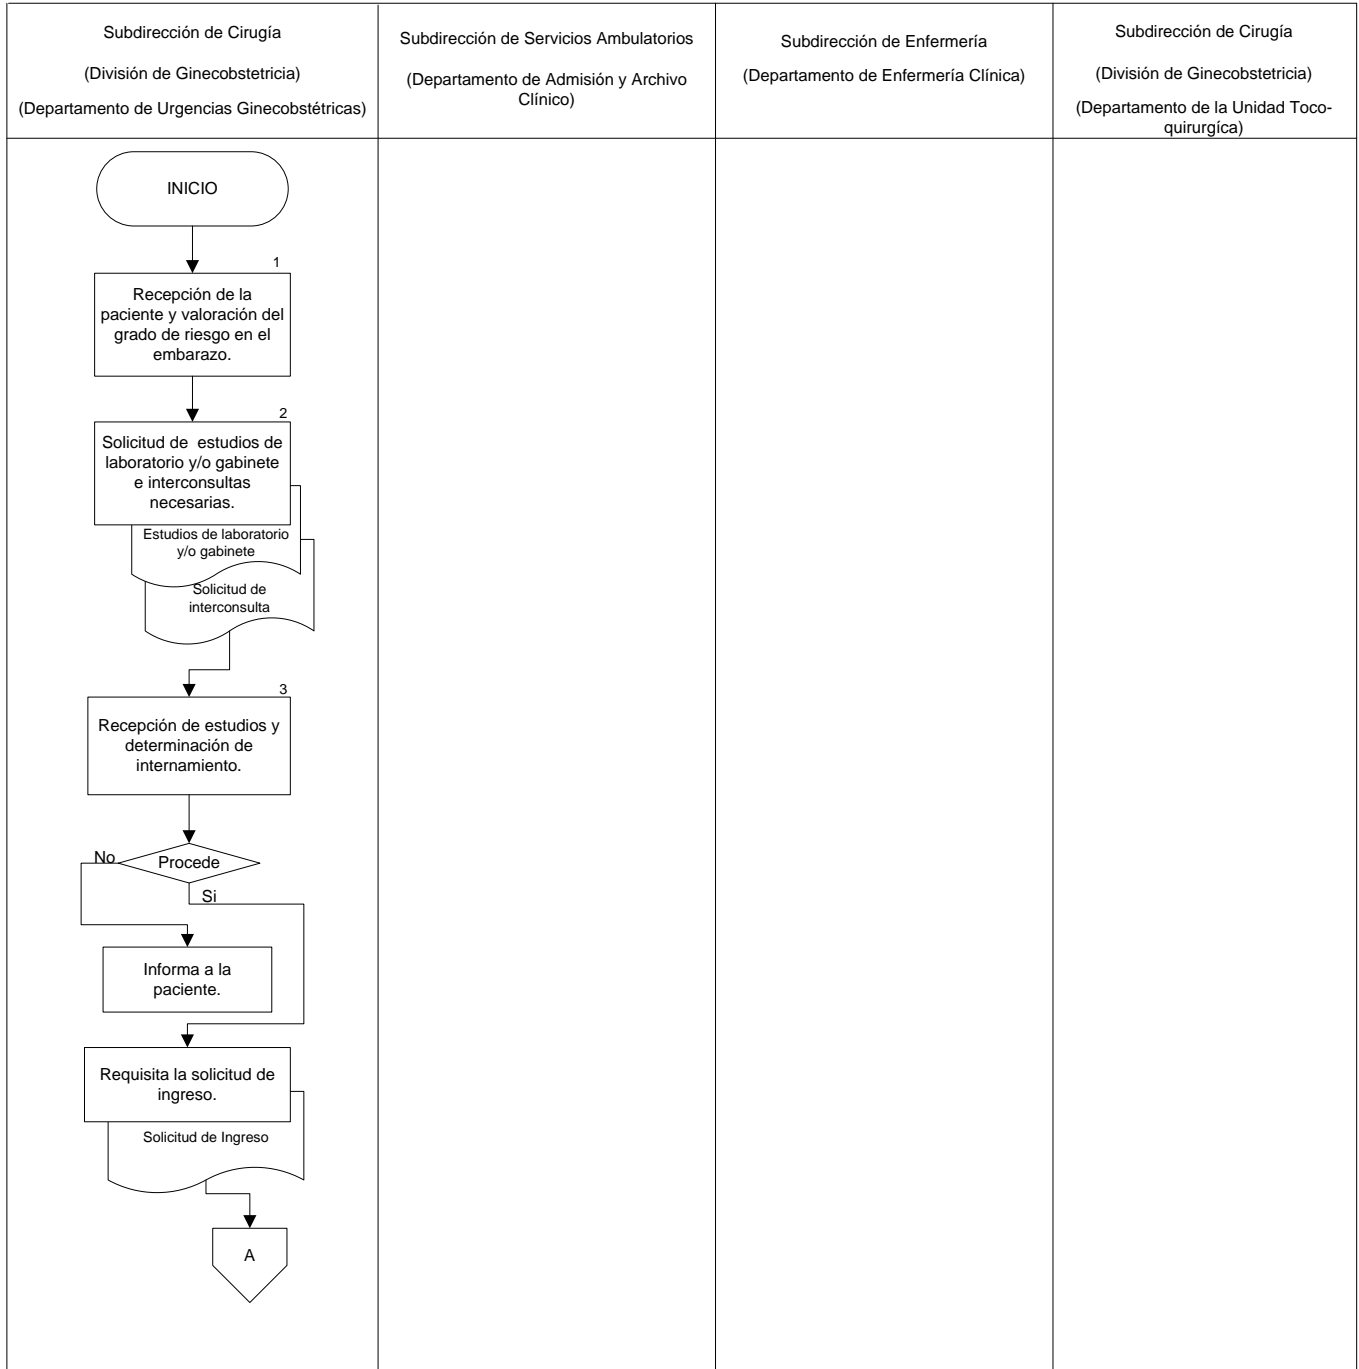 Subdirección de Cirugía
(División de Ginecobstetricia)
(Departamento de Urgencias Ginecobstétricas)
Subdirección de Servicios Ambulatorios
(Departamento de Admisión y Archivo
Clínico)
Subdirección de Enfermería
(Departamento de Enfermería Clínica)
Subdirección de Cirugía
(División de Ginecobstetricia)
(Departamento de la Unidad Toco-
quirurgíca)
INICIO
1
Recepción de la
paciente y valoración del
grado de riesgo en el
embarazo.
2
Solicitud de estudios de
laboratorio y/o gabinete
e interconsultas
necesarias.
Estudios de laboratorio
y/o gabinete
Solicitud de
interconsulta
3
Recepción de estudios y
determinación de
internamiento.
No
Procede
Si
Informa a la
paciente.
Requisita la solicitud de
ingreso.
Solicitud de Ingreso
A